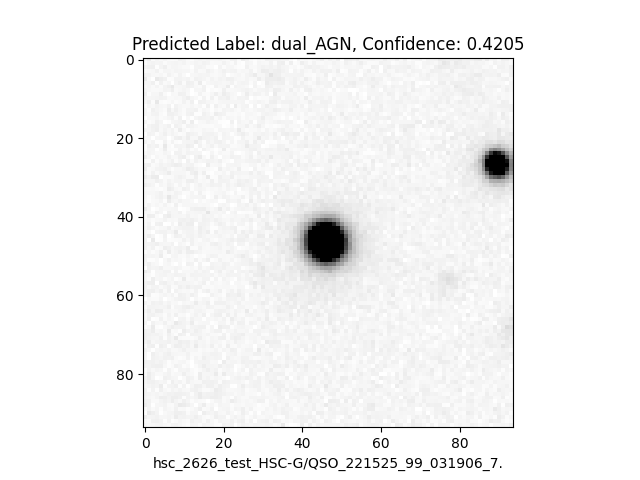 Predicted Label: dual_AGN, Confidence: 0.4205
0
20
40
60
80
0 20 40 60 80
hsc_2626_test_HSC-G/QSO_221525_99_031906_7.